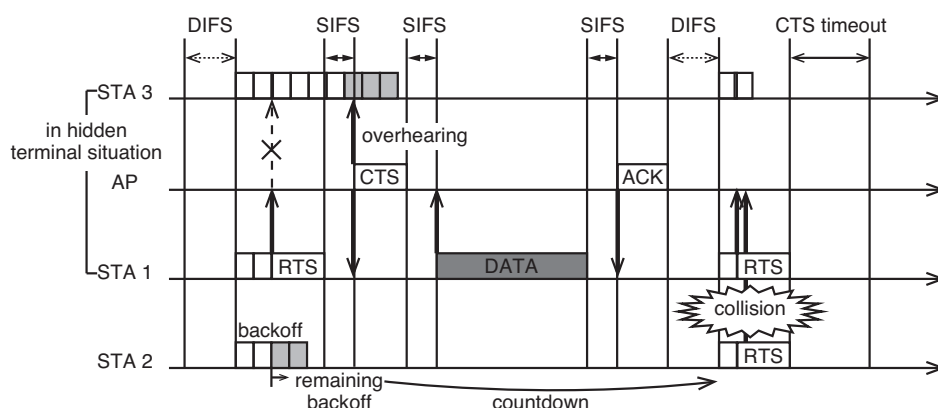 DIFS
SIFS
SIFS
SIFS
DIFS
CTS timeout
STA 3
in hidden
terminal situation
overhearing
AP
CTS
ACK
STA 1
RTS
DATA
RTS
collision
backoff
STA 2
RTS
remaining
backoff
countdown